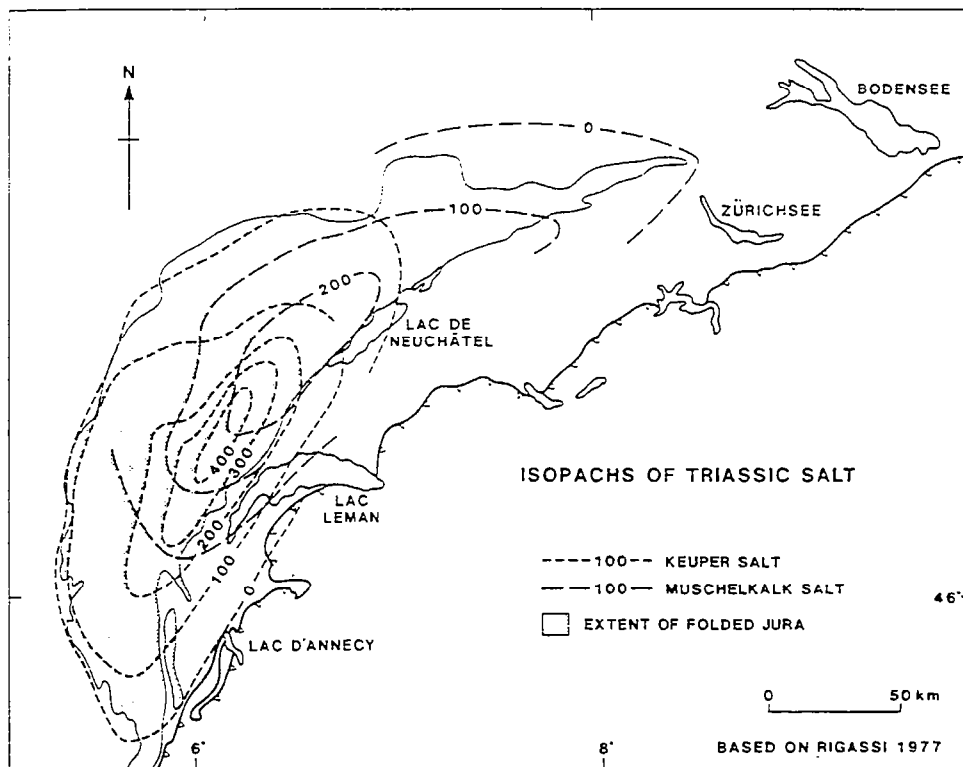 N
0
BODENSEE
ZÜRICHSEE
100
200
LAC DE
NEUCHÂTEL
400
300
ISOPACHS OF TRIASSIC SALT
LAC
LEMAN
200
100
0
--100-- KEUPER SALT
—100— MUSCHELKALK SALT
46°
EXTENT OF FOLDED JURA
LAC D'ANNECY
0 50 km
6°
8°
BASED ON RIGASSI 1977